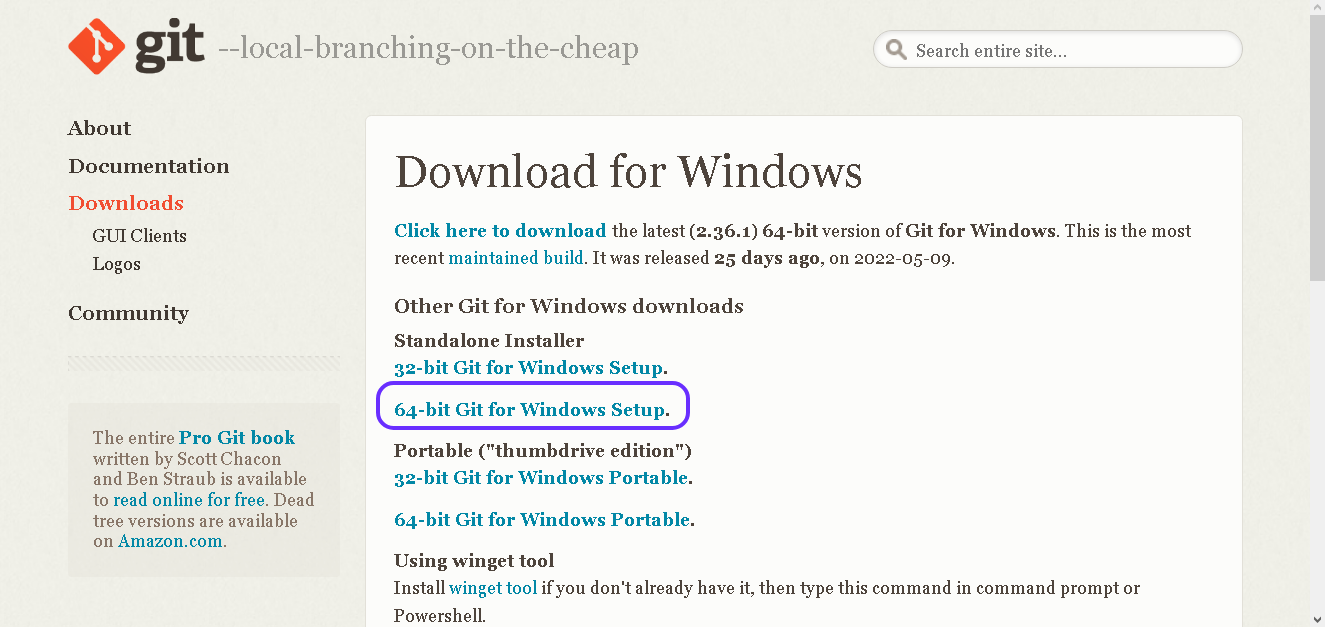 git --local-branching-on-the-cheap
Search entire site...
About
Documentation
Downloads
GUI Clients
Logos
Community
The entire Pro Git book
written by Scott Chacon
and Ben Straub is available
to read online for free. Dead
tree versions are available
on Amazon.com.
Download for Windows
Click here to download the latest (2.36.1) 64-bit version of Git for Windows. This is the most
recent maintained build. It was released 25 days ago, on 2022-05-09.
Other Git for Windows downloads
Standalone Installer
32-bit Git for Windows Setup.
64-bit Git for Windows Setup.
Portable ("thumbdrive edition")
32-bit Git for Windows Portable.
64-bit Git for Windows Portable.
Using winget tool
Install winget tool if you don't already have it, then type this command in command prompt or
Powershell.